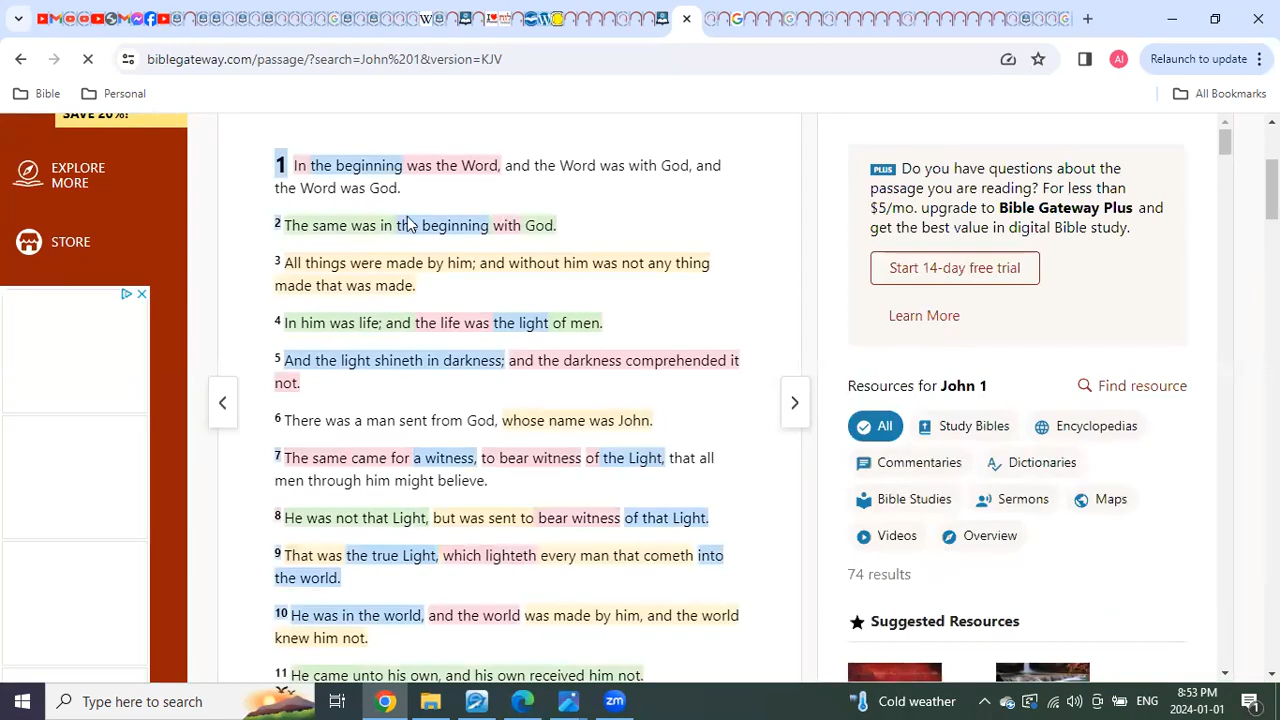 biblegateway.com/passage/?search=John%201&version=KJV
AI
Relaunch to update
Bible
Personal
All Bookmarks
SAVE 20%!
EXPLORE
MORE
STORE
1 In the beginning was the Word, and the Word was with God, and
the Word was God.
2 The same was in the beginning with God.
3 All things were made by him; and without him was not any thing
made that was made.
4 In him was life; and the life was the light of men.
5 And the light shineth in darkness; and the darkness comprehended it
not.
6 There was a man sent from God, whose name was John.
7 The same came for a witness, to bear witness of the Light, that all
men through him might believe.
8 He was not that Light, but was sent to bear witness of that Light.
9 That was the true Light, which lighteth every man that cometh into
the world.
10 He was in the world, and the world was made by him, and the world
knew him not.
11 He came unto his own, and his own received him not.
PLUS Do you have questions about the
passage you are reading? For less than
$5/mo. upgrade to Bible Gateway Plus and
get the best value in digital Bible study.
Start 14-day free trial
Learn More
Resources for John 1
Find resource
All
Study Bibles
Encyclopedias
Commentaries
Dictionaries
Bible Studies
Sermons
Maps
Videos
Overview
74 results
Suggested Resources
Type here to search
Cold weather
ENG
8:53 PM
2024-01-01
1